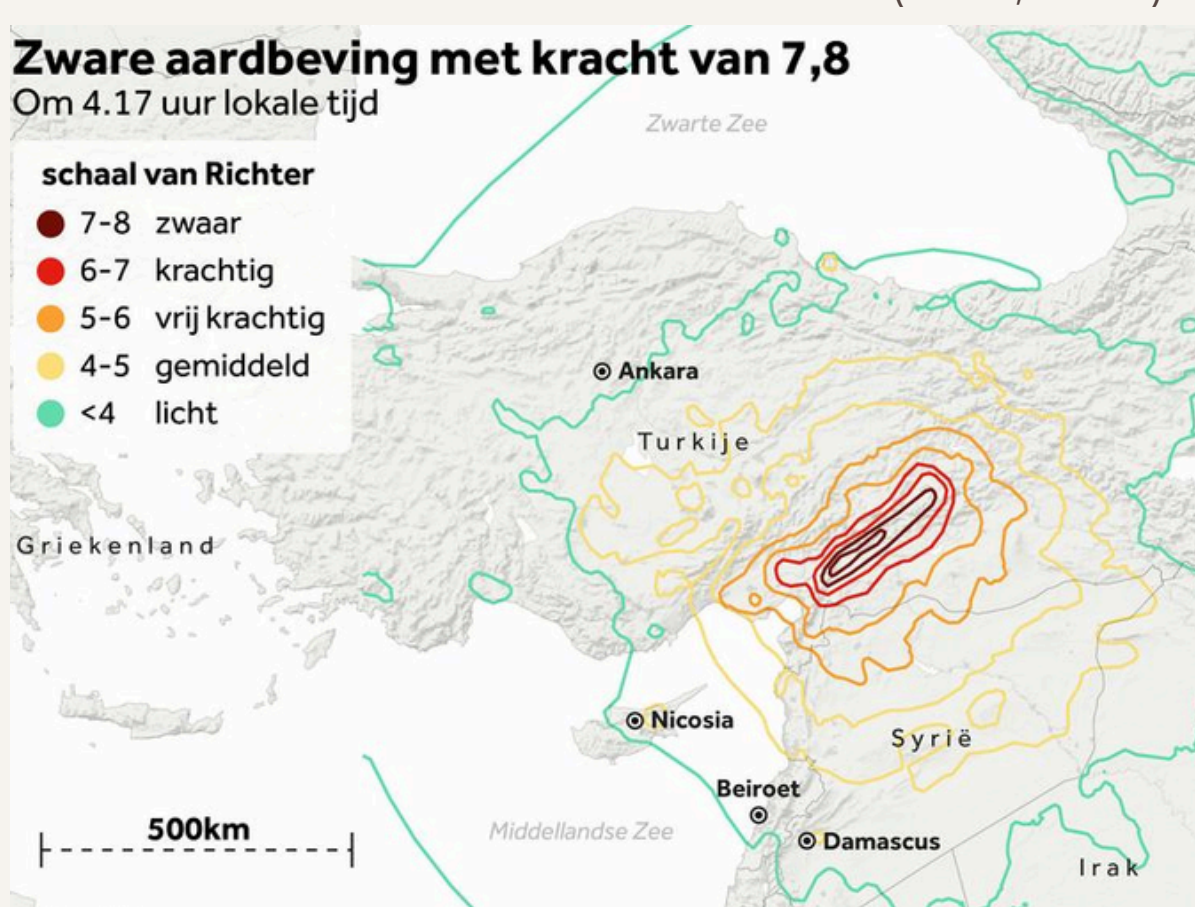 Zware aardbeving met kracht van 7,8
Om 4.17 uur lokale tijd
Zwarte Zee
schaal van Richter
7-8 zwaar
6-7 krachtig
5-6 vrij krachtig
4-5 gemiddeld
<4 licht
Ankara
Turkije
Griekenland
Nicosia
Syrië
Beiroet
500km
Middellandse Zee
Damascus
Irak